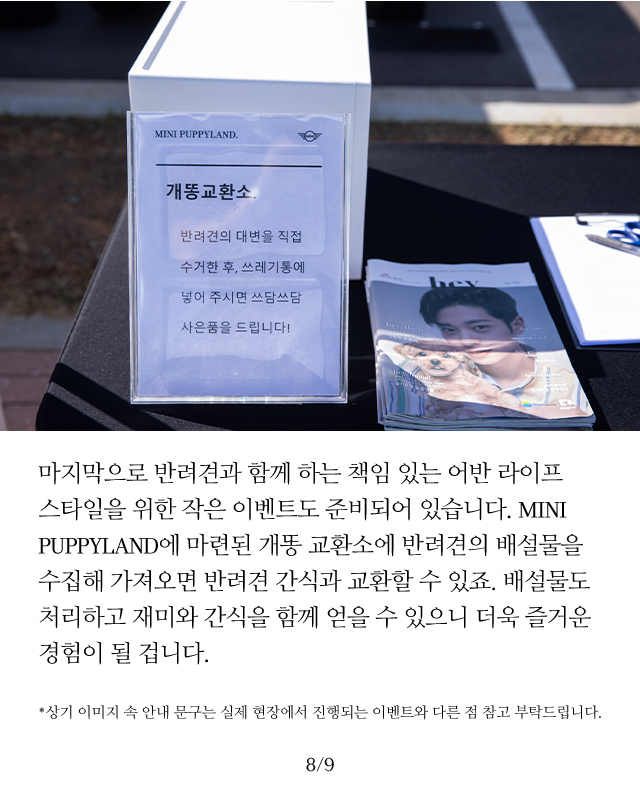 MINI PUPPYLAND.
MINI
개똥교환소.
반려견의 대변을 직접
수거한 후, 쓰레기통에
넣어 주시면 쓰담쓰담
사은품을 드립니다!
hey
마지막으로 반려견과 함께 하는 책임 있는 어반 라이프
스타일을 위한 작은 이벤트도 준비되어 있습니다. MINI
PUPPYLAND에 마련된 개똥 교환소에 반려견의 배설물을
수집해 가져오면 반려견 간식과 교환할 수 있죠. 배설물도
처리하고 재미와 간식을 함께 얻을 수 있으니 더욱 즐거운
경험이 될 겁니다.
*상기 이미지 속 안내 문구는 실제 현장에서 진행되는 이벤트와 다른 점 참고 부탁드립니다.
8/9